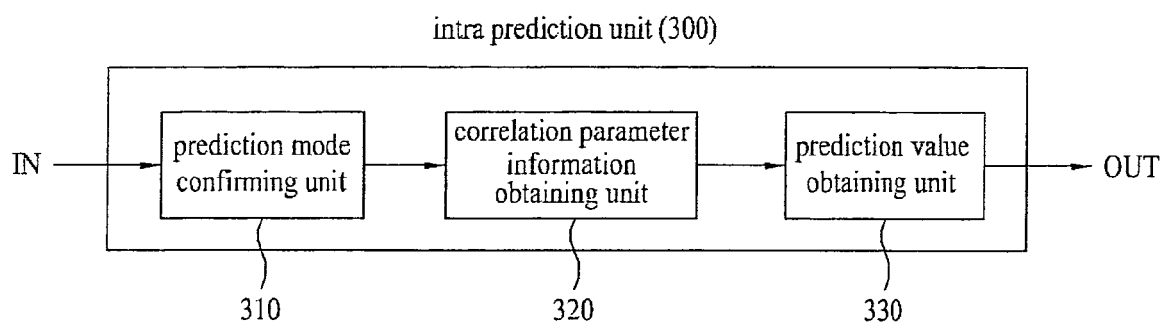 intra prediction unit (300)
IN
prediction mode
confirming unit
correlation parameter
information
obtaining unit
prediction value
obtaining unit
OUT
310
320
330